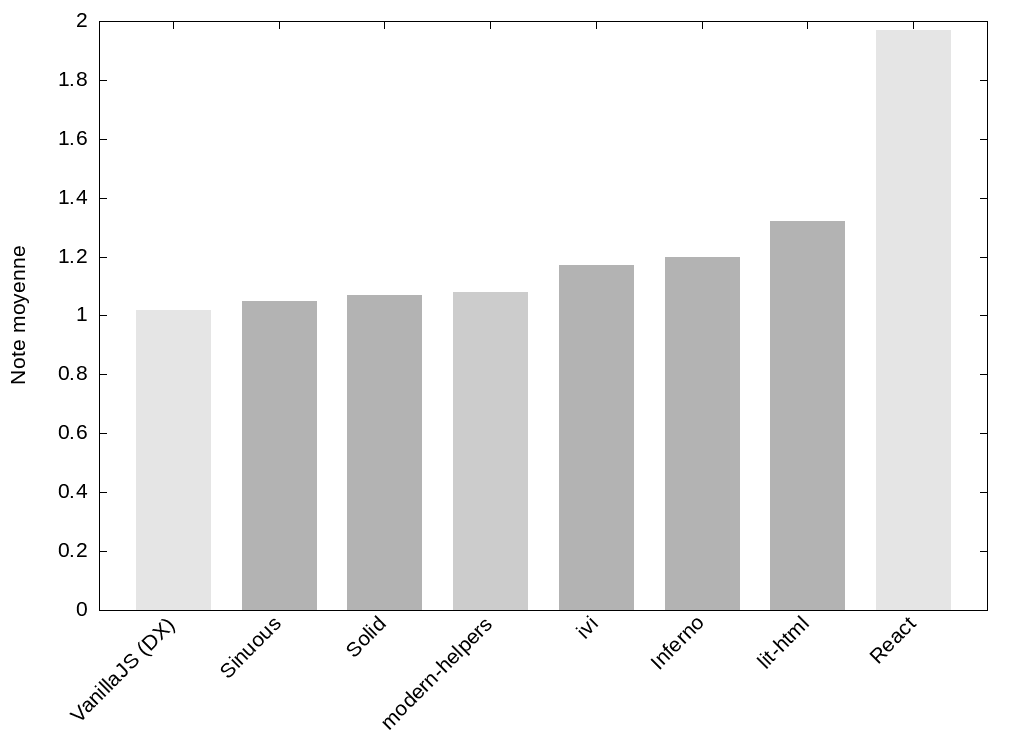 2
1.8
1.6
1.4
1.2
1
0.8
0.6
0.4
0.2
0
Note moyenne
VanillaJS (DX)
Sinuous
Solid
modern-helpers
ivi
Inferno
lit-html
React